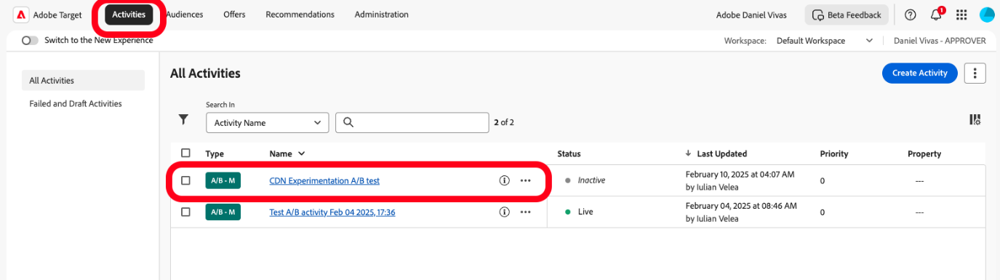 Adobe Target Activities Audiences Offers Recommendations Administration Adobe Daniel Vivas Beta Feedback 1
Switch to the New Experience Workspace: Default Workspace Daniel Vivas - APPROVER
All Activities
Failed and Draft Activities
All Activities Create Activity
Search In
Activity Name 2 of 2
Type Name Status Last Updated Priority Property
A/B - M CDN Experimentation A/B test Inactive February 10, 2025 at 04:07 AM 0 ---
by Iulian Velea
A/B - M Test A/B activity Feb 04 2025, 17:36 Live February 04, 2025 at 08:46 AM 0 ---
by Iulian Velea